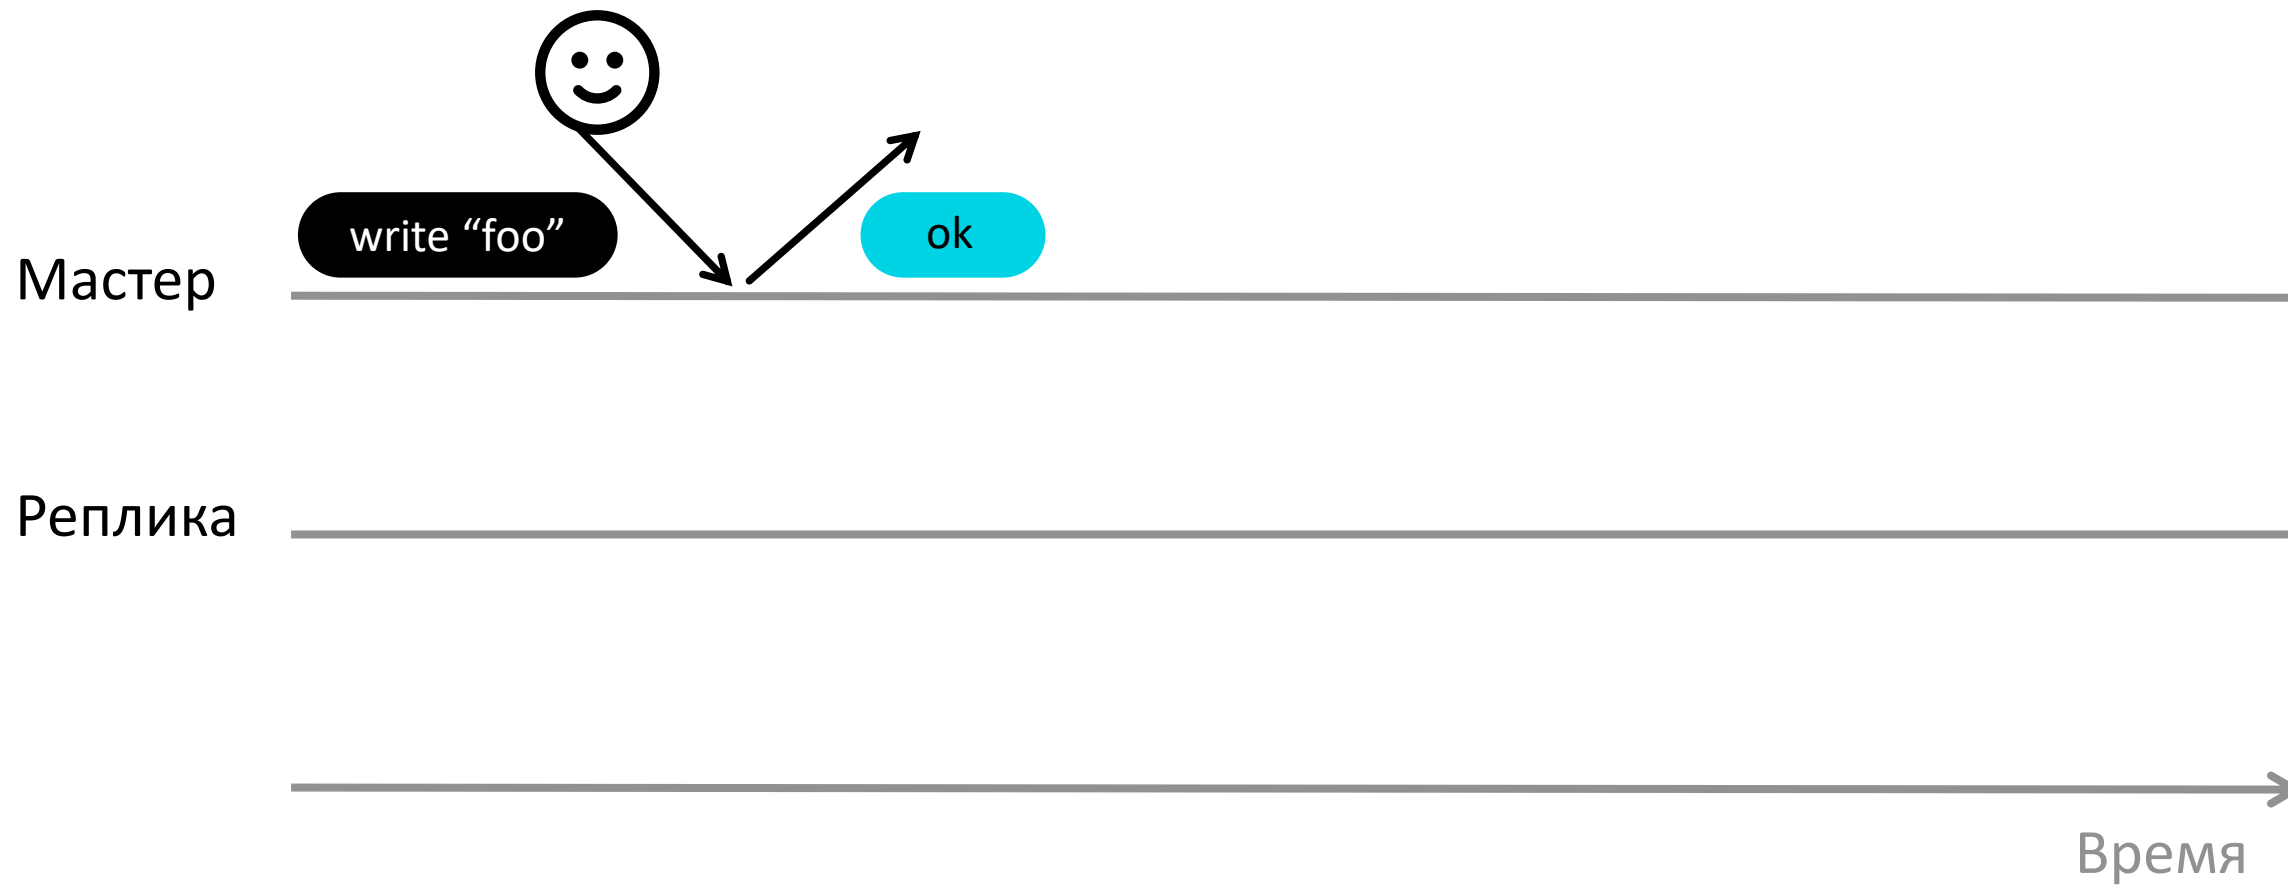 write “foo”
ok
Мастер
Реплика
Время